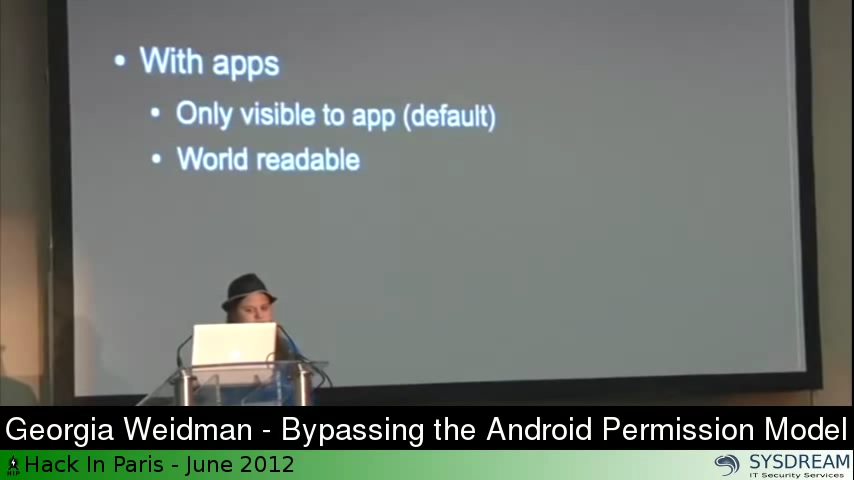 • With apps
• Only visible to app (default)
• World readable
Georgia Weidman - Bypassing the Android Permission Model
HIP
Hack In Paris - June 2012
SYSDREAM
IT Security Services